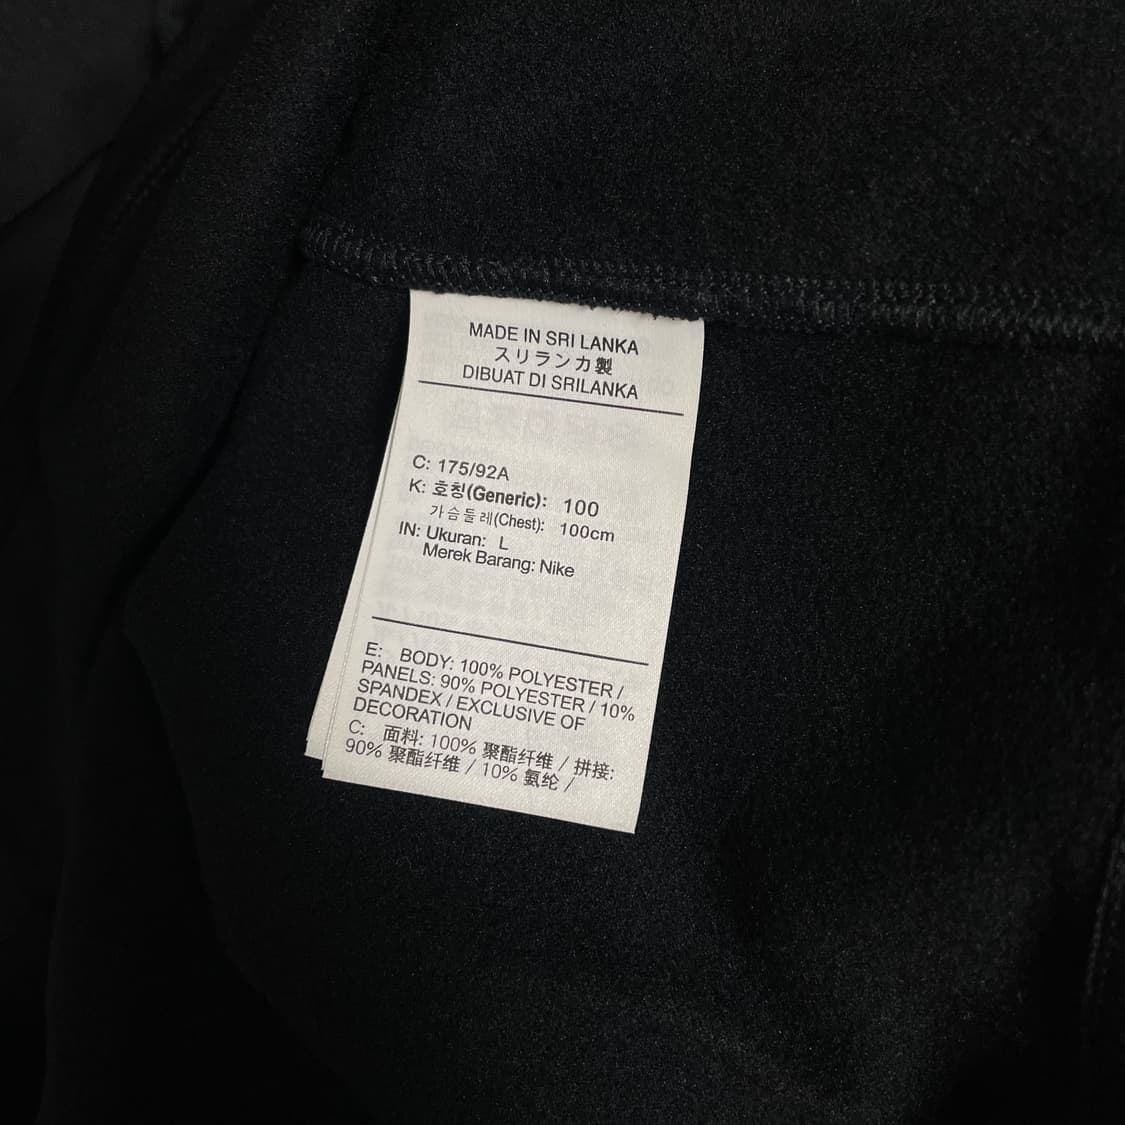 MADE IN SRI LANKA
スリランカ製
DIBUAT DI SRILANKA
C: 175/92A
K: 호칭(Generic): 100
가슴둘레(Chest): 100cm
IN: Ukuran: L
Merek Barang: Nike
E: BODY: 100% POLYESTER /
PANELS: 90% POLYESTER / 10%
SPANDEX / EXCLUSIVE OF
DECORATION
C: 面料: 100% 聚酯纤维 / 拼接:
90% 聚酯纤维 / 10% 氨纶 /